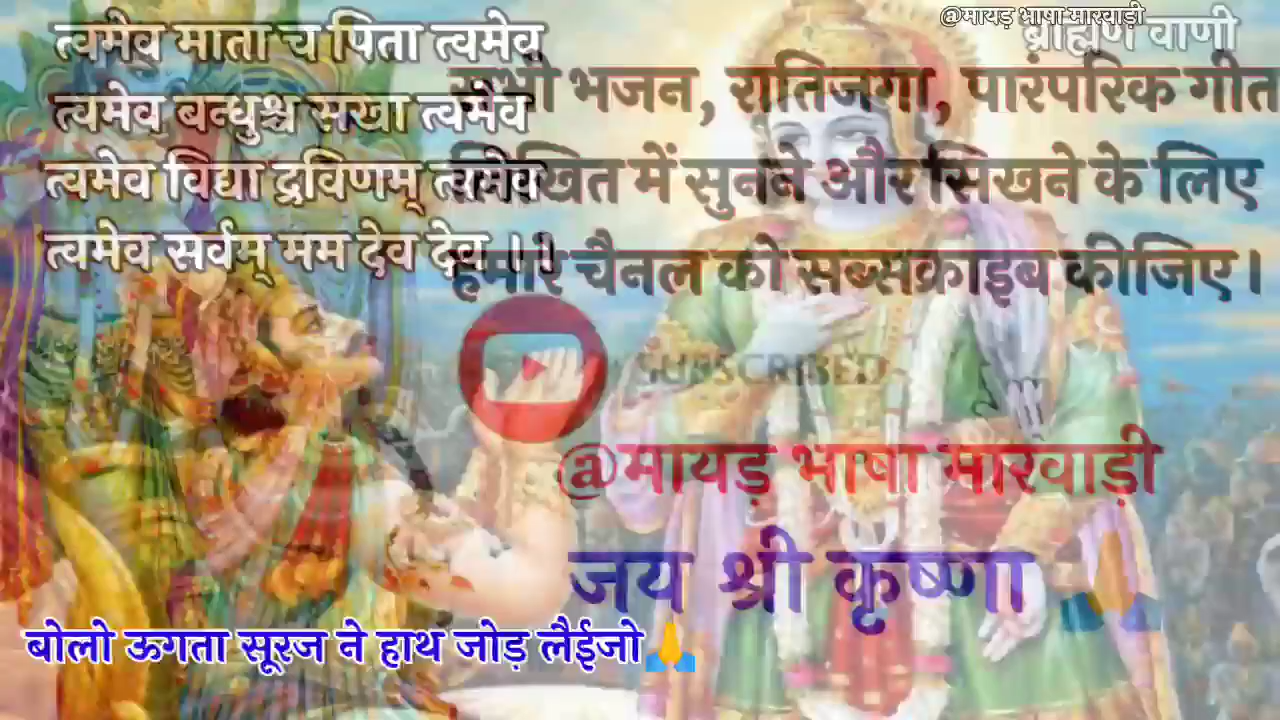 @मायड़ भाषा मारवाड़ी
ब्राह्मण वाणी
त्वमेव माता च पिता त्वमेव
त्वमेव बन्धुश्च सखा त्वमेव
त्वमेव विद्या द्रविणम् त्वमेव
त्वमेव सर्वम् मम देव देव ।।
सभी भजन, रातिजगा, पारंपरिक गीत
लिखित में सुनने और सिखने के लिए
हमारे चैनल को सब्सक्राइब कीजिए।
SUBSCRIBED
@मायड़ भाषा मारवाड़ी
जय श्री कृष्णा
बोलो ऊगता सूरज ने हाथ जोड़ लैईजो🙏